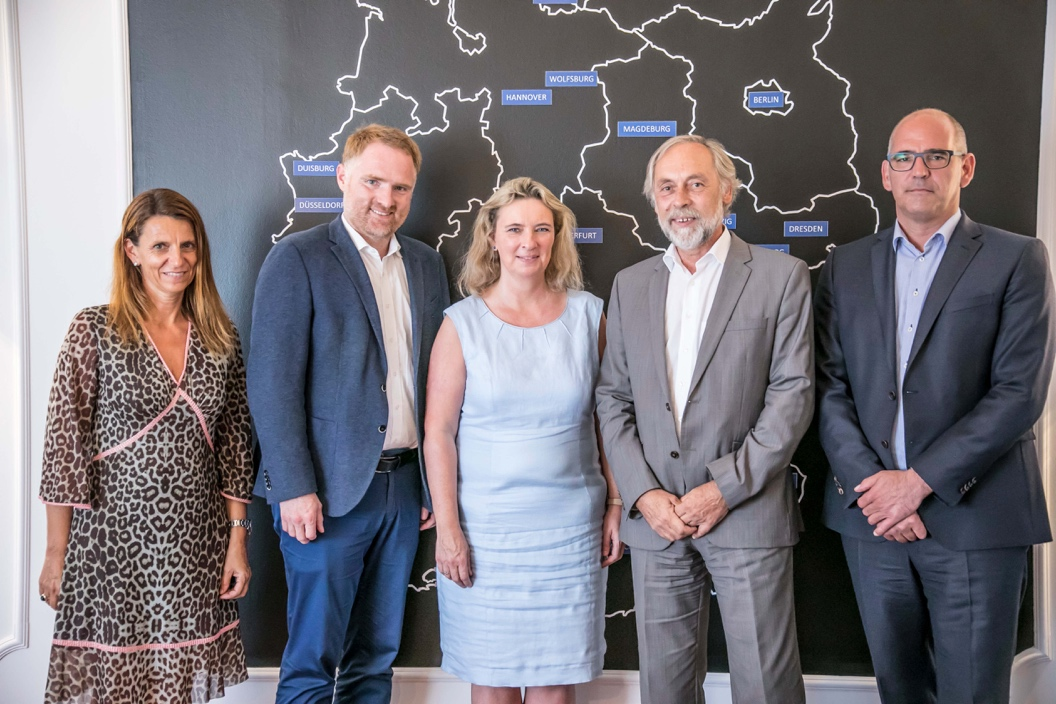 WOLFSBURG
HANNOVER
BERLIN
MAGDEBURG
DUISBURG
DÜSSELDORF
DRESDEN